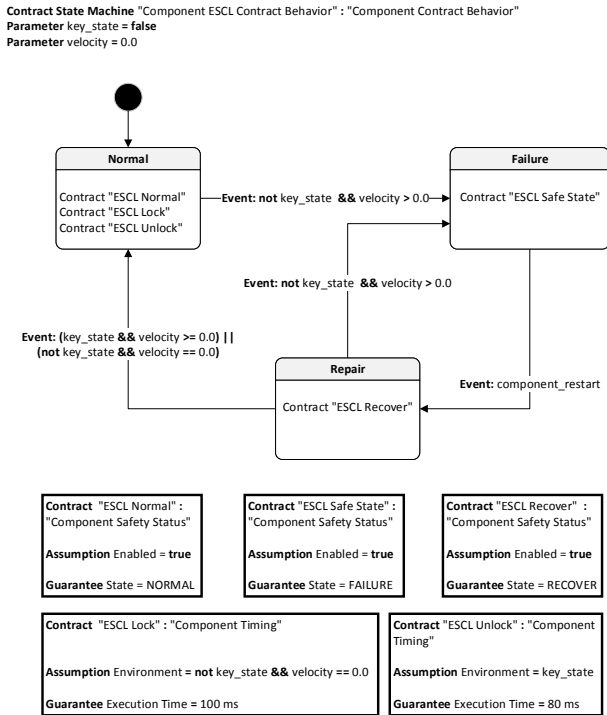 Contract State Machine "Component ESCL Contract Behavior" : "Component Contract Behavior"
Parameter key_state = false
Parameter velocity = 0.0
Normal
Contract "ESCL Normal"
Contract "ESCL Lock"
Contract "ESCL Unlock"
Event: not key_state && velocity > 0.0
Failure
Contract "ESCL Safe State"
Event: not key_state && velocity > 0.0
Event: (key_state && velocity >= 0.0) ||
(not key_state && velocity == 0.0)
Repair
Contract "ESCL Recover"
Event: component_restart
Contract "ESCL Normal" :
"Component Safety Status"
Assumption Enabled = true
Guarantee State = NORMAL
Contract "ESCL Safe State" :
"Component Safety Status"
Assumption Enabled = true
Guarantee State = FAILURE
Contract "ESCL Recover" :
"Component Safety Status"
Assumption Enabled = true
Guarantee State = RECOVER
Contract "ESCL Lock" : "Component Timing"
Assumption Environment = not key_state && velocity == 0.0
Guarantee Execution Time = 100 ms
Contract "ESCL Unlock" : "Component
Timing"
Assumption Environment = key_state
Guarantee Execution Time = 80 ms